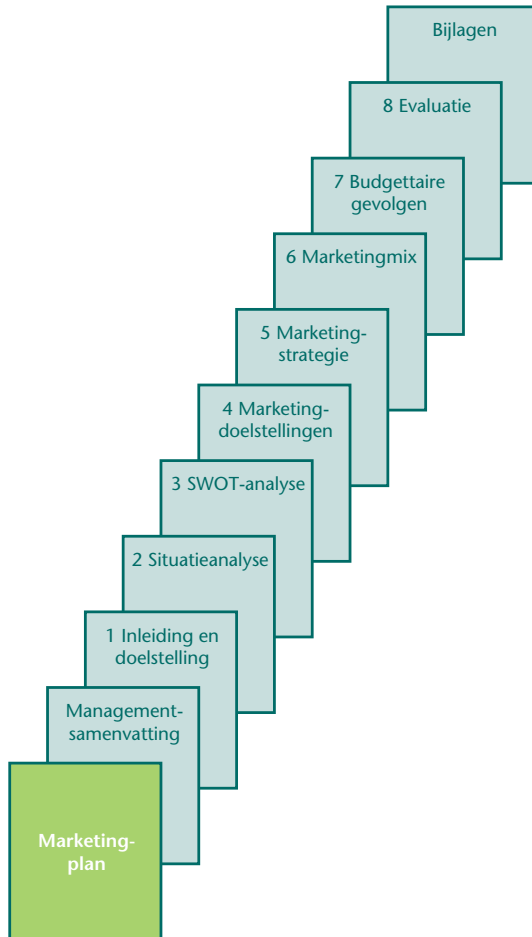 Bijlagen
8 Evaluatie
7 Budgettaire
gevolgen
6 Marketingmix
5 Marketing-
strategie
4 Marketing-
doelstellingen
3 SWOT-analyse
2 Situatieanalyse
1 Inleiding en
doelstelling
Management-
samenvatting
Marketing-
plan